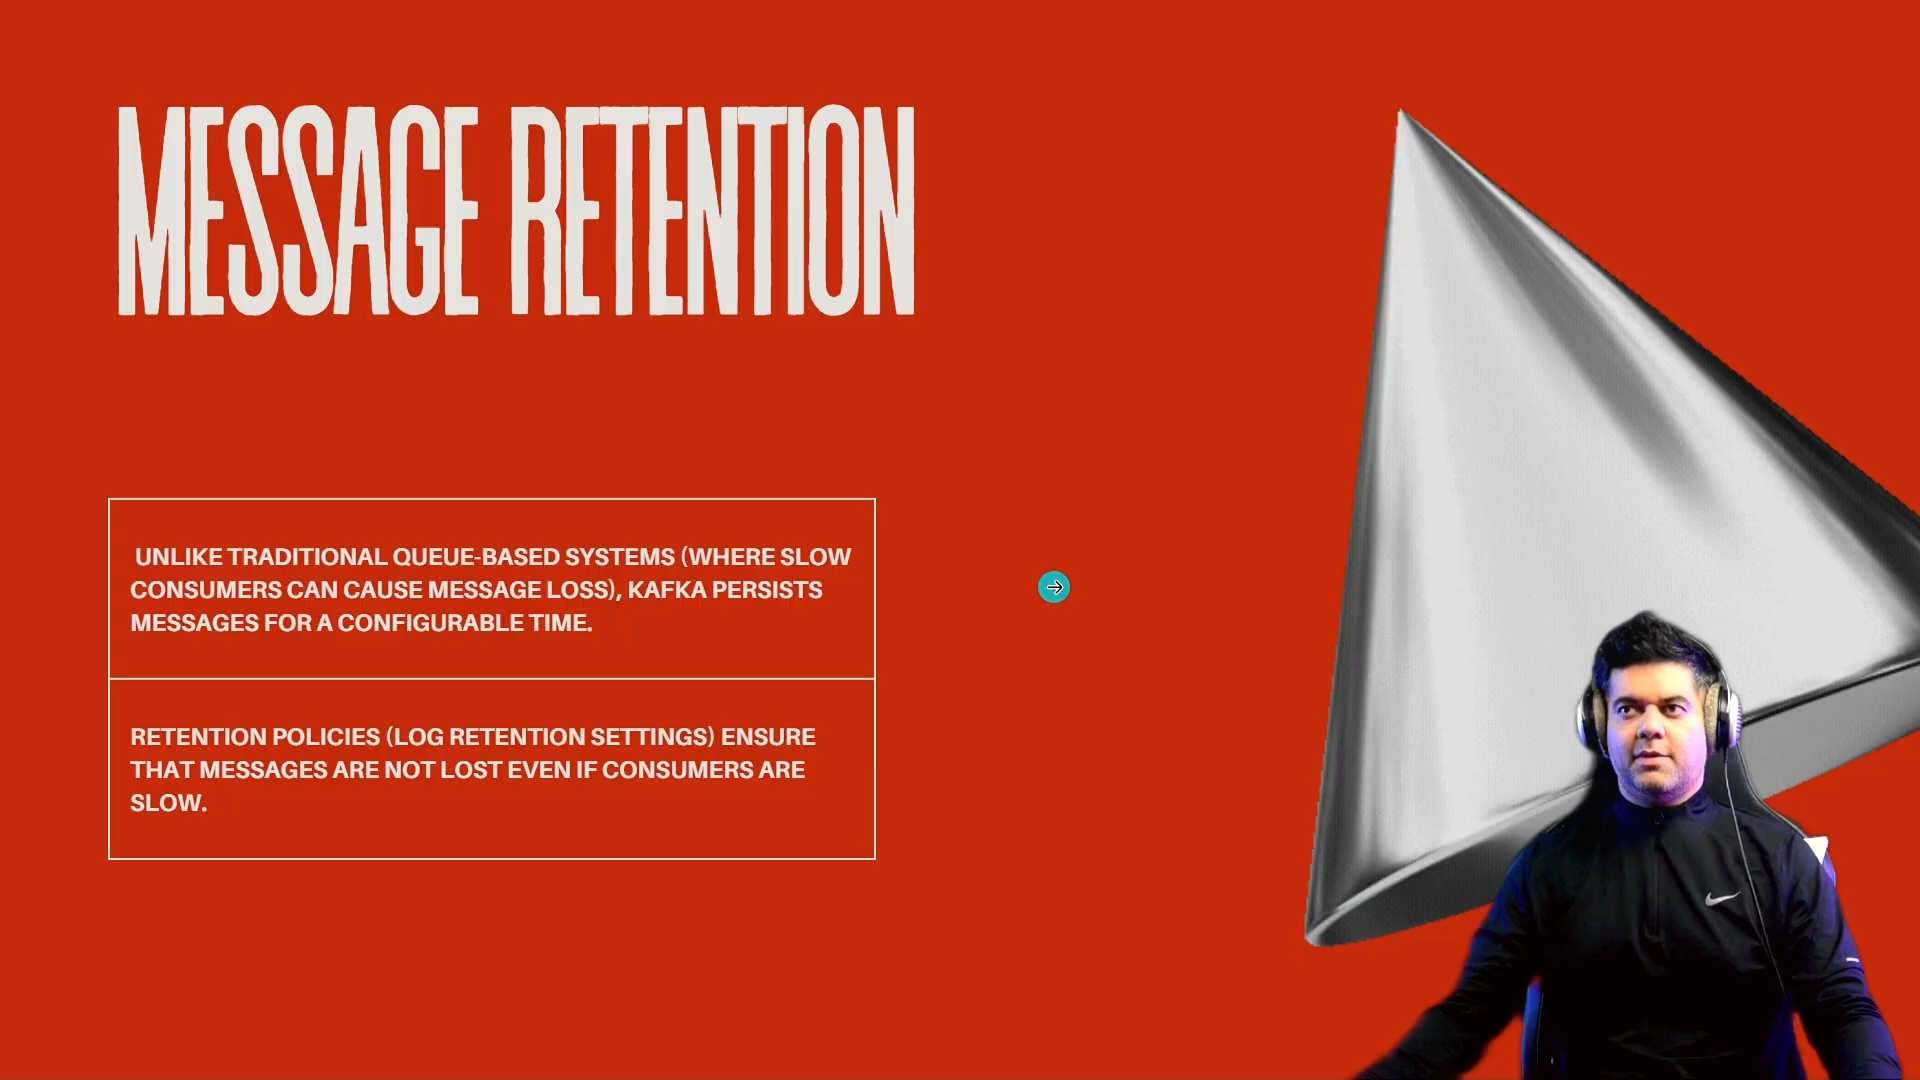 MESSAGE RETENTION
UNLIKE TRADITIONAL QUEUE-BASED SYSTEMS (WHERE SLOW
CONSUMERS CAN CAUSE MESSAGE LOSS), KAFKA PERSISTS
MESSAGES FOR A CONFIGURABLE TIME.
RETENTION POLICIES (LOG RETENTION SETTINGS) ENSURE
THAT MESSAGES ARE NOT LOST EVEN IF CONSUMERS ARE
SLOW.